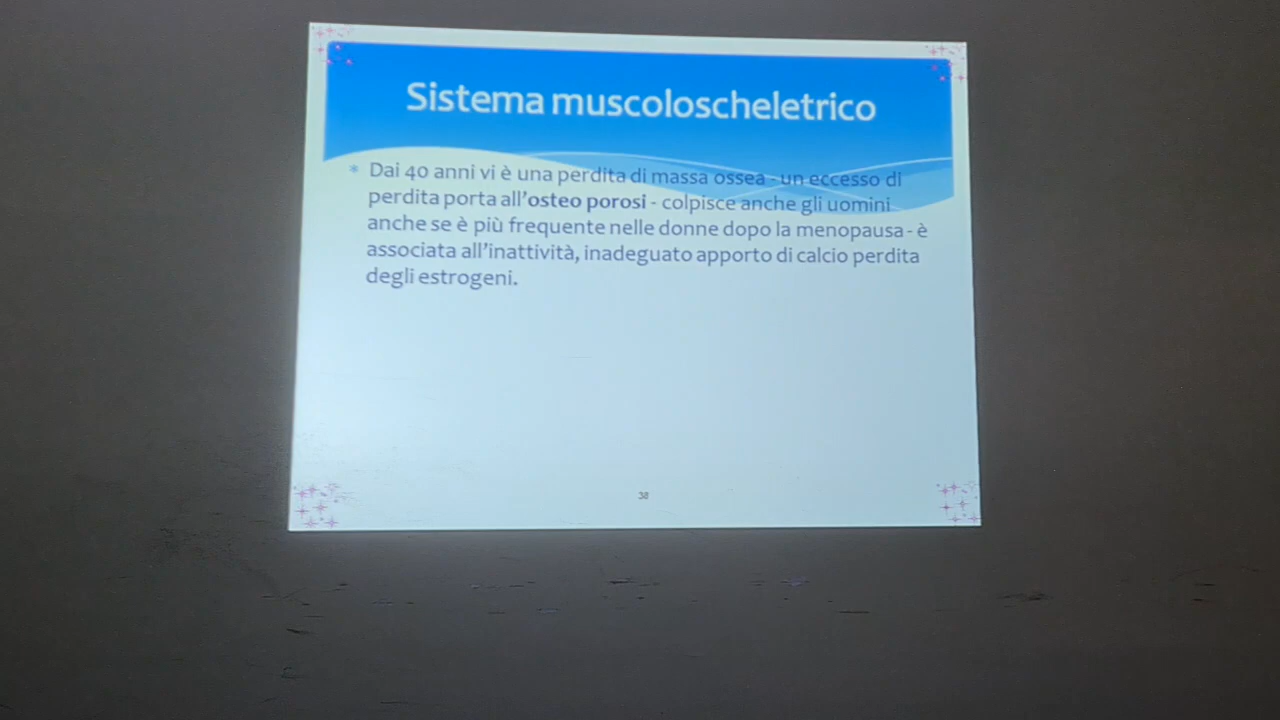 Sistema muscoloscheletrico
* Dai 40 anni vi è una perdita di massa ossea - un eccesso di
perdita porta all'osteo porosi - colpisce anche gli uomini
anche se è più frequente nelle donne dopo la menopausa - è
associata all'inattività, inadeguato apporto di calcio perdita
degli estrogeni.
38